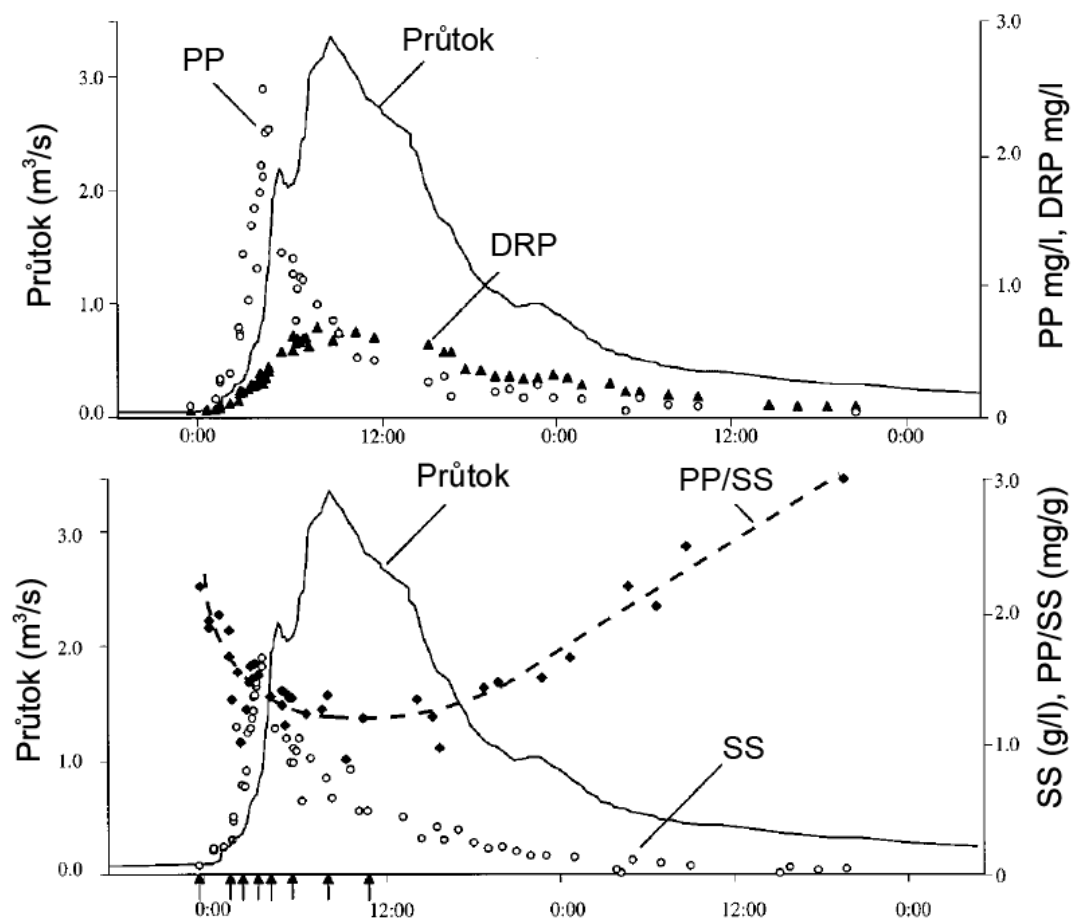 3.0
Průtok
PP
3.0
2.0
2.0
DRP
1.0
1.0
0.0
0
0:00 12:00 0:00 12:00 0:00
Průtok (m³/s)
PP mg/l, DRP mg/l
Průtok
PP/SS
3.0
3.0
2.0
2.0
1.0
SS
1.0
0.0
0
0:00 12:00 0:00 12:00 0:00
Průtok (m³/s)
SS (g/l), PP/SS (mg/g)